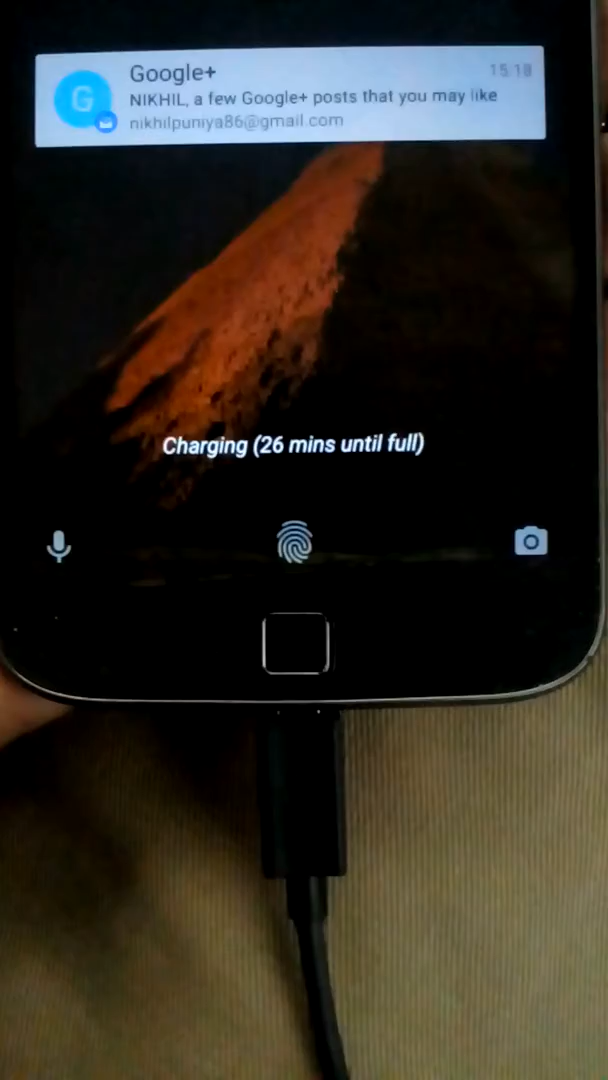 Google+
15:18
G
NIKHIL, a few Google+ posts that you may like
nikhilpuniya86@gmail.com
Charging (26 mins until full)